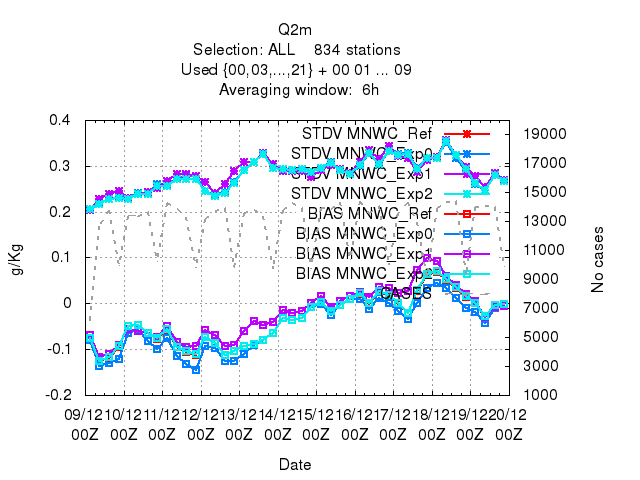 Q2m
Selection: ALL 834 stations
Used {00,03,...,21} + 00 01 ... 09
Averaging window: 6h
0.4
0.3
0.2
0.1
0
-0.1
-0.2
g/Kg
STDV MNWC_Ref
STDV MNWC_Exp0
STDV MNWC_Exp1
STDV MNWC_Exp2
BIAS MNWC_Ref
BIAS MNWC_Exp0
BIAS MNWC_Exp1
BIAS MNWC_Exp2
CASES
19000
17000
15000
13000
11000
9000
7000
5000
3000
1000
No cases
09/12 10/12 11/12 12/12 13/12 14/12 15/12 16/12 17/12 18/12 19/12 20/12
00Z 00Z 00Z 00Z 00Z 00Z 00Z 00Z 00Z 00Z 00Z 00Z
Date